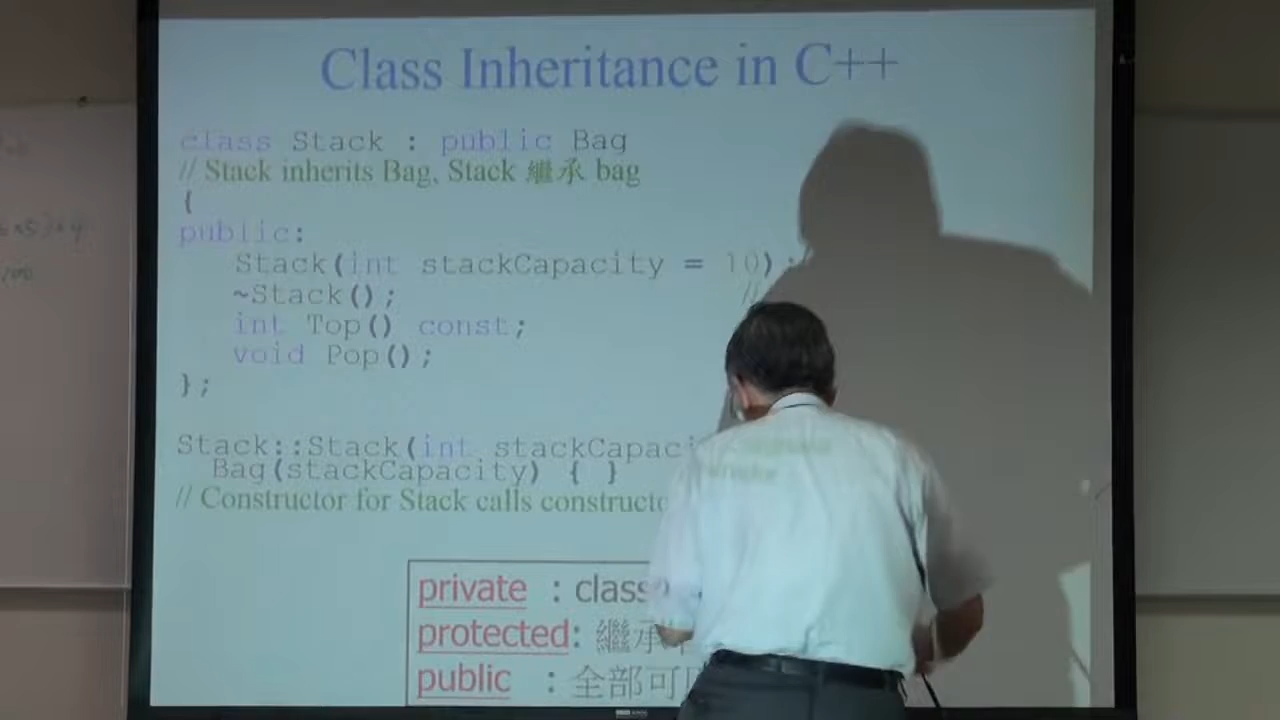 Class Inheritance in C++
class Stack : public Bag
// Stack inherits Bag, Stack 繼承 bag
{
public:
Stack(int stackCapacity = 10);
//
~Stack();
int Top() const;
void Pop();
};
Stack::Stack(int stackCapaci
Bag(stackCapacity) { }
// Constructor for Stack calls constructo
private : class
protected: 繼承
public : 全部可